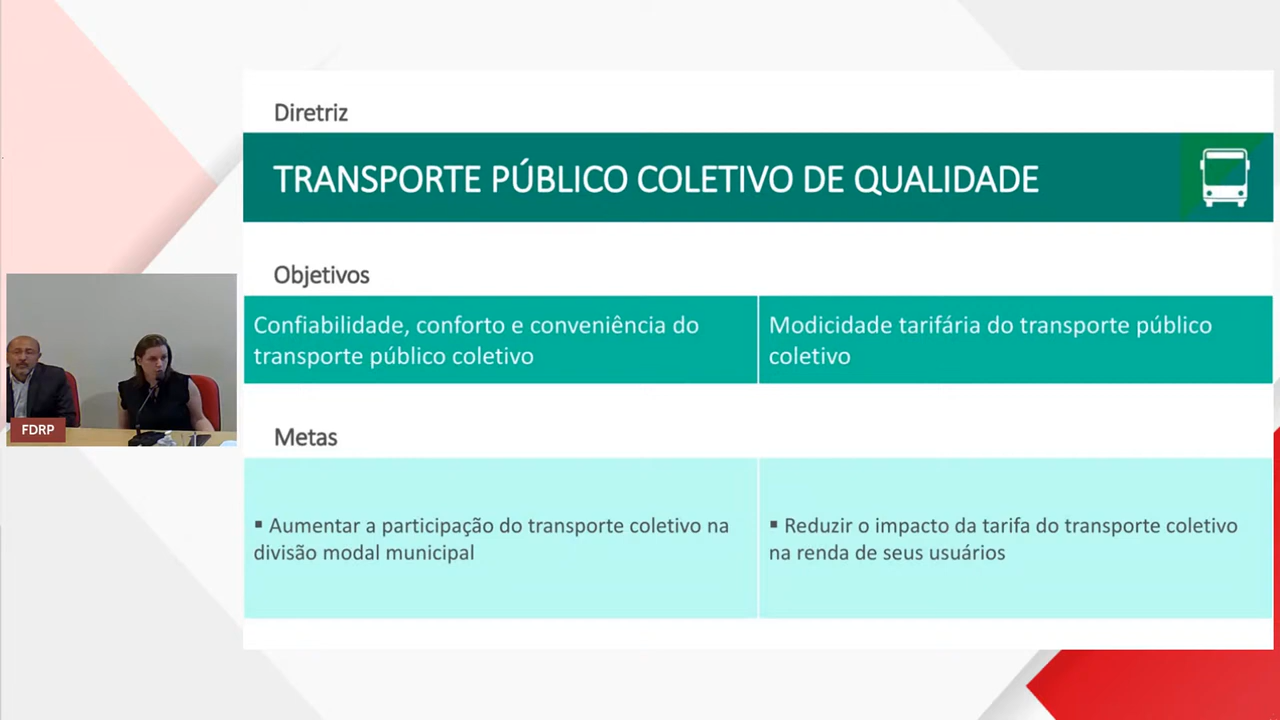 Diretriz
TRANSPORTE PÚBLICO COLETIVO DE QUALIDADE
Objetivos
Confiabilidade, conforto e conveniência do
transporte público coletivo
Modicidade tarifária do transporte público
coletivo
Metas
▪ Aumentar a participação do transporte coletivo na
divisão modal municipal
▪ Reduzir o impacto da tarifa do transporte coletivo
na renda de seus usuários
FDRP